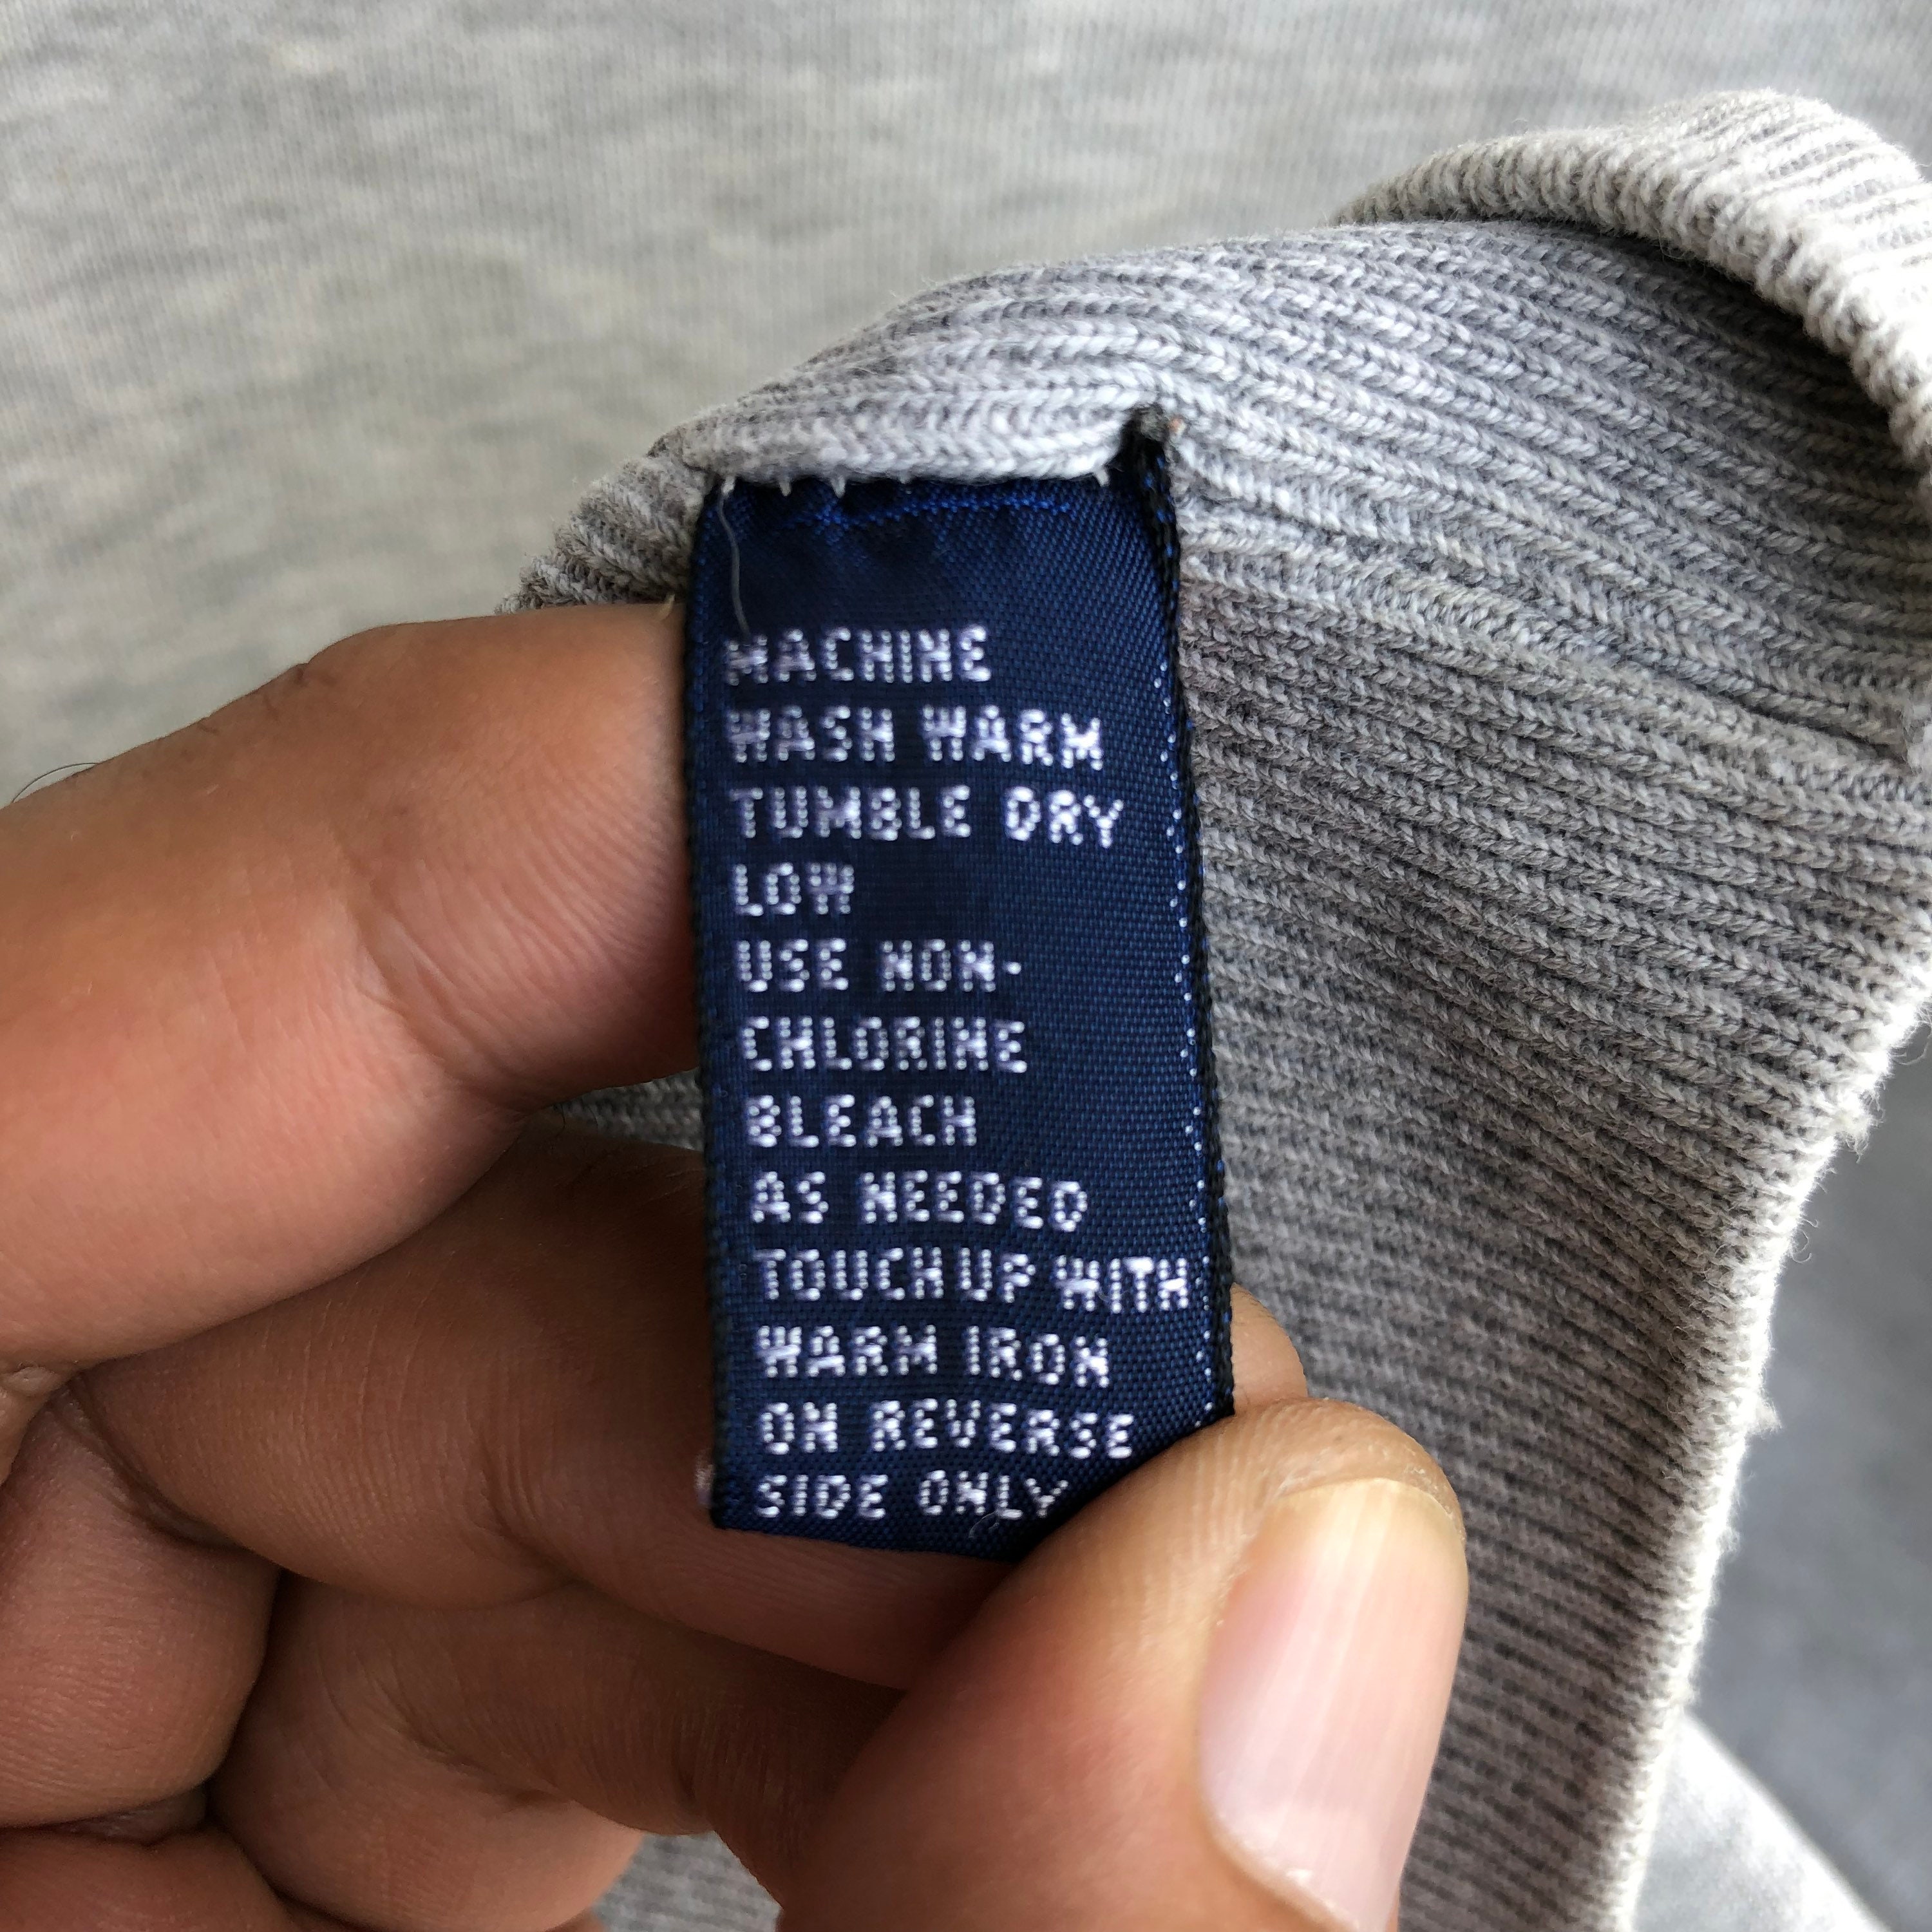 MACHINE
WASH WARM
TUMBLE DRY
LOW
USE NON-
CHLORINE
BLEACH
AS NEEDED
TOUCH UP WITH
WARM IRON
ON REVERSE
SIDE ONLY